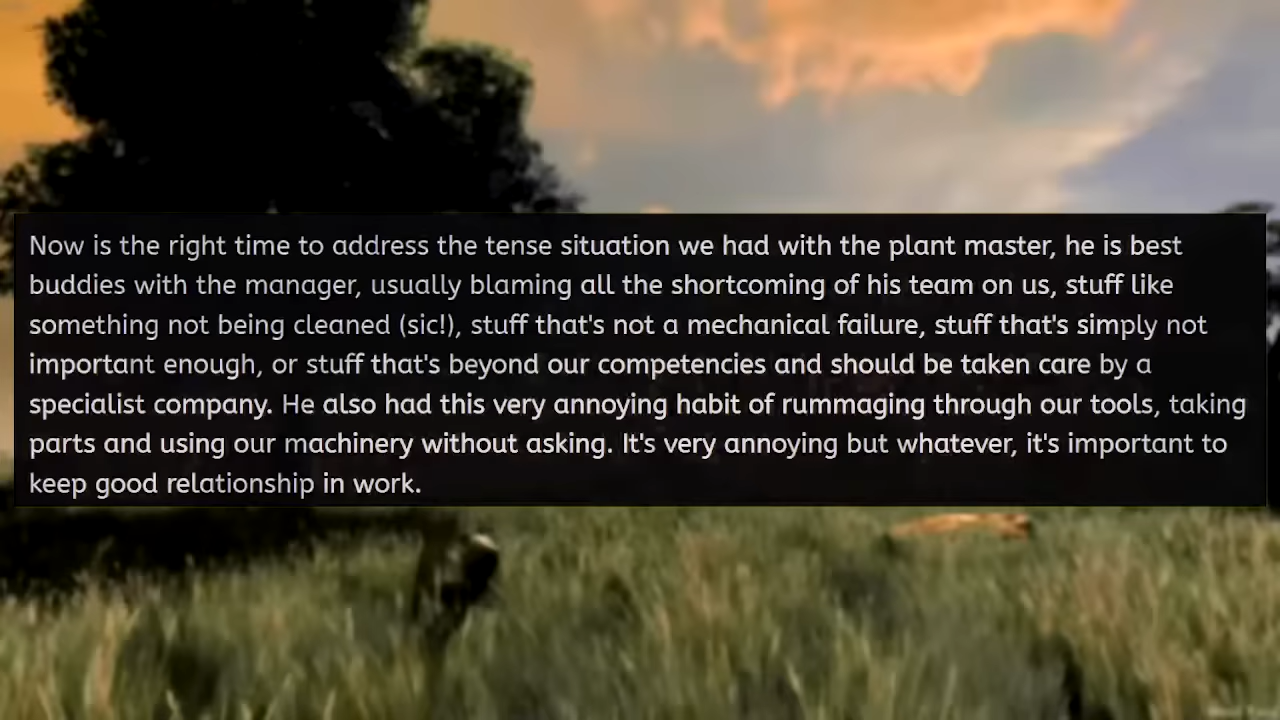 Now is the right time to address the tense situation we had with the plant master, he is best
buddies with the manager, usually blaming all the shortcoming of his team on us, stuff like
something not being cleaned (sic!), stuff that's not a mechanical failure, stuff that's simply not
important enough, or stuff that's beyond our competencies and should be taken care by a
specialist company. He also had this very annoying habit of rummaging through our tools, taking
parts and using our machinery without asking. It's very annoying but whatever, it's important to
keep good relationship in work.